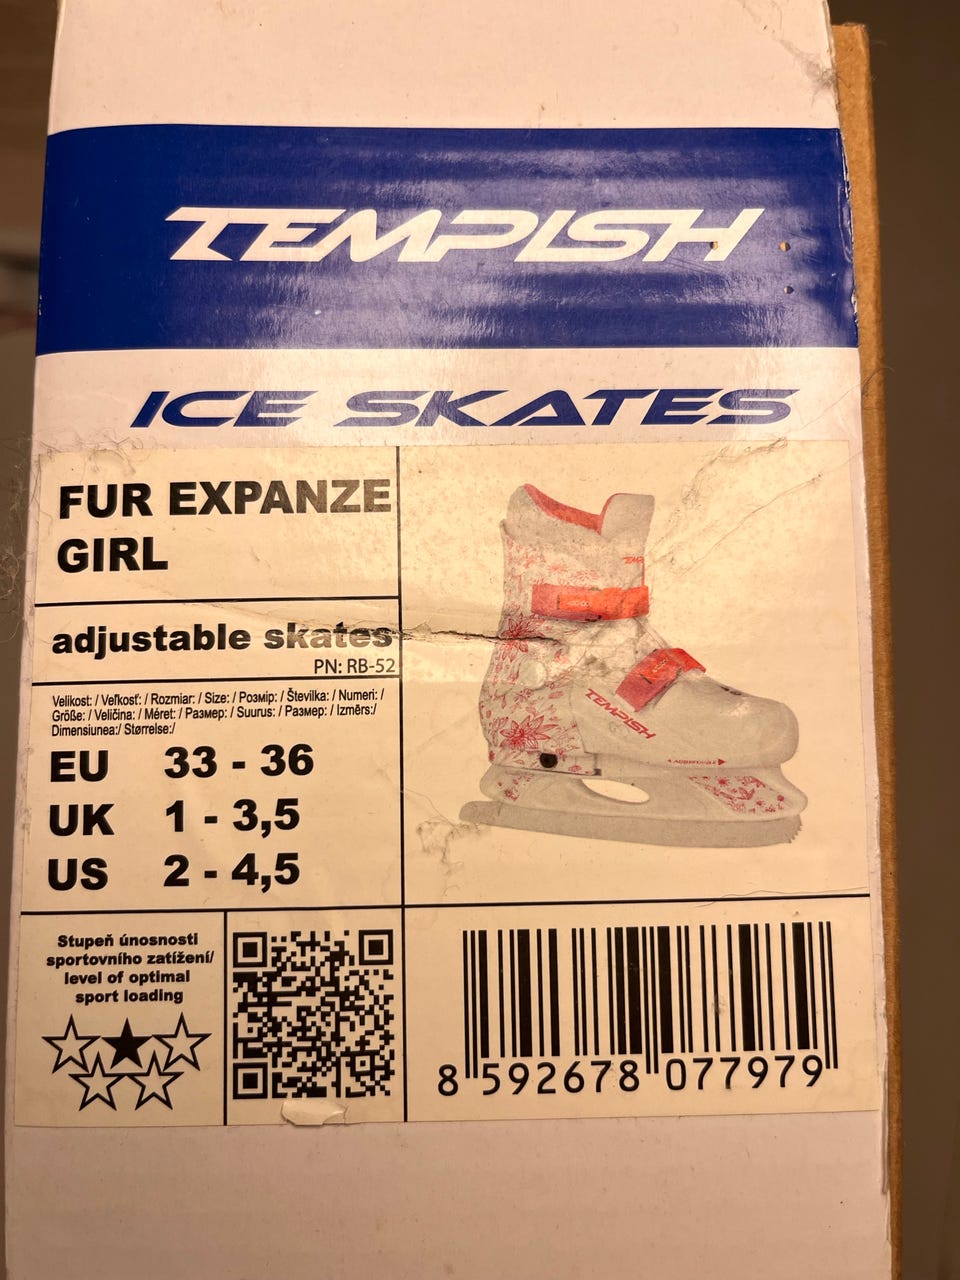 TEMPISH
ICE SKATES
FUR EXPANZE
GIRL
adjustable skates
PN: RB-52
Velikost: / Veľkosť: / Rozmiar: / Size: / Розмір: / Številka: / Numeri: /
Größe: / Veličina: / Méret: / Размер: / Suurus: / Размер: / Izmērs:/
Dimensiunea:/ Størrelse:/
EU 33 - 36
UK 1 - 3,5
US 2 - 4,5
TEMPISH
Stupeň únosnosti
sportovního zatížení/
level of optimal
sport loading
8 592678 077979